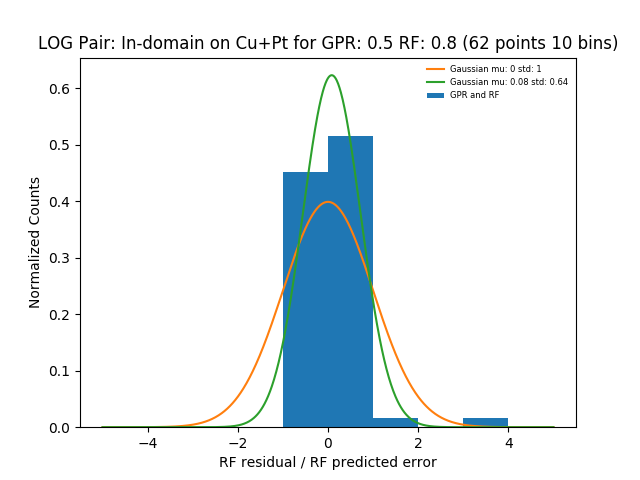 LOG Pair: In-domain on Cu+Pt for GPR: 0.5 RF: 0.8 (62 points 10 bins)
Gaussian mu: 0 std: 1
Gaussian mu: 0.08 std: 0.64
GPR and RF
Normalized Counts
0.6
0.5
0.4
0.3
0.2
0.1
0.0
−4 −2 0 2 4
RF residual / RF predicted error